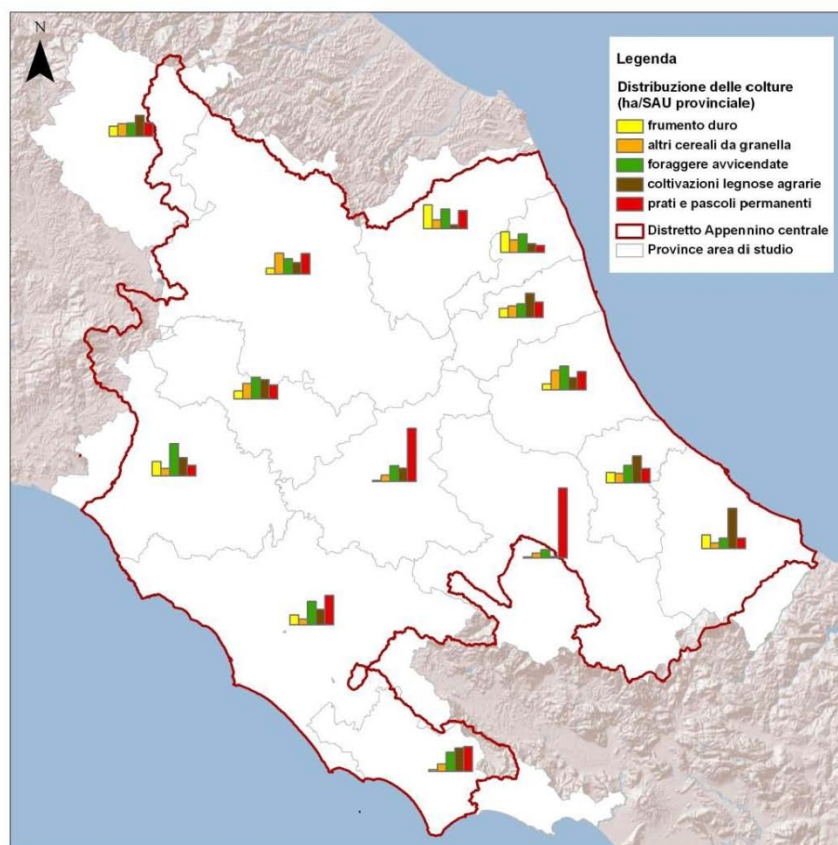 N
Legenda
Distribuzione delle colture
(ha/SAU provinciale)
frumento duro
altri cereali da granella
foraggere avvicendate
coltivazioni legnose agrarie
prati e pascoli permanenti
Distretto Appennino centrale
Province area di studio